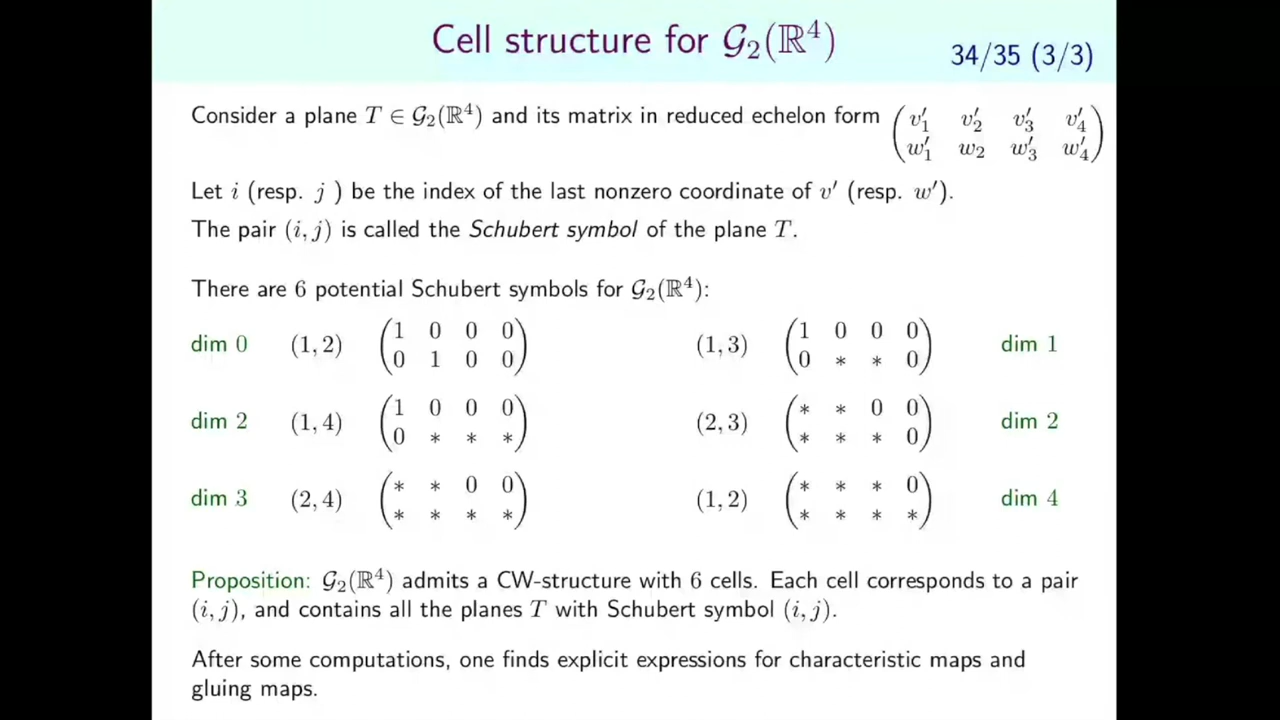 Cell structure for 𝒢₂(ℝ⁴)
34/35 (3/3)
Consider a plane T ∈ 𝒢₂(ℝ⁴) and its matrix in reduced echelon form (v′₁ v′₂ v′₃ v′₄
w′₁ w₂ w′₃ w′₄)
Let i (resp. j ) be the index of the last nonzero coordinate of v′ (resp. w′).
The pair (i, j) is called the Schubert symbol of the plane T.
There are 6 potential Schubert symbols for 𝒢₂(ℝ⁴):
dim 0 (1, 2) (1 0 0 0
0 1 0 0)
(1, 3) (1 0 0 0
0 * * 0) dim 1
dim 2 (1, 4) (1 0 0 0
0 * * *)
(2, 3) (* * 0 0
* * * 0) dim 2
dim 3 (2, 4) (* * 0 0
* * * *)
(1, 2) (* * * 0
* * * *) dim 4
Proposition: 𝒢₂(ℝ⁴) admits a CW-structure with 6 cells. Each cell corresponds to a pair
(i, j), and contains all the planes T with Schubert symbol (i, j).
After some computations, one finds explicit expressions for characteristic maps and
gluing maps.